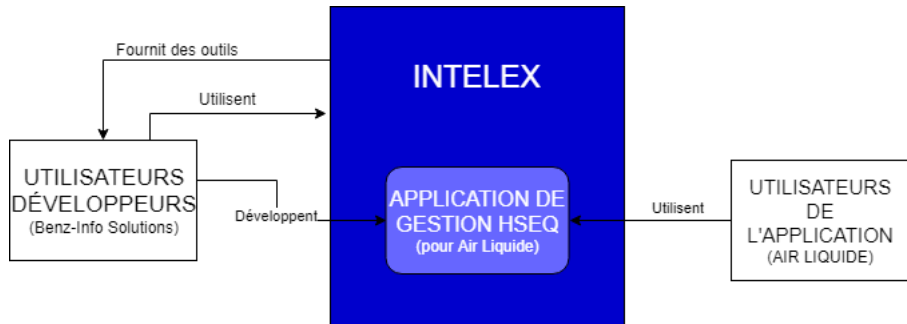 Fournit des outils
INTELEX
Utilisent
UTILISATEURS
DÉVELOPPEURS
(Benz-Info Solutions)
Développent
APPLICATION DE
GESTION HSEQ
(pour Air Liquide)
Utilisent
UTILISATEURS
DE
L'APPLICATION
(AIR LIQUIDE)